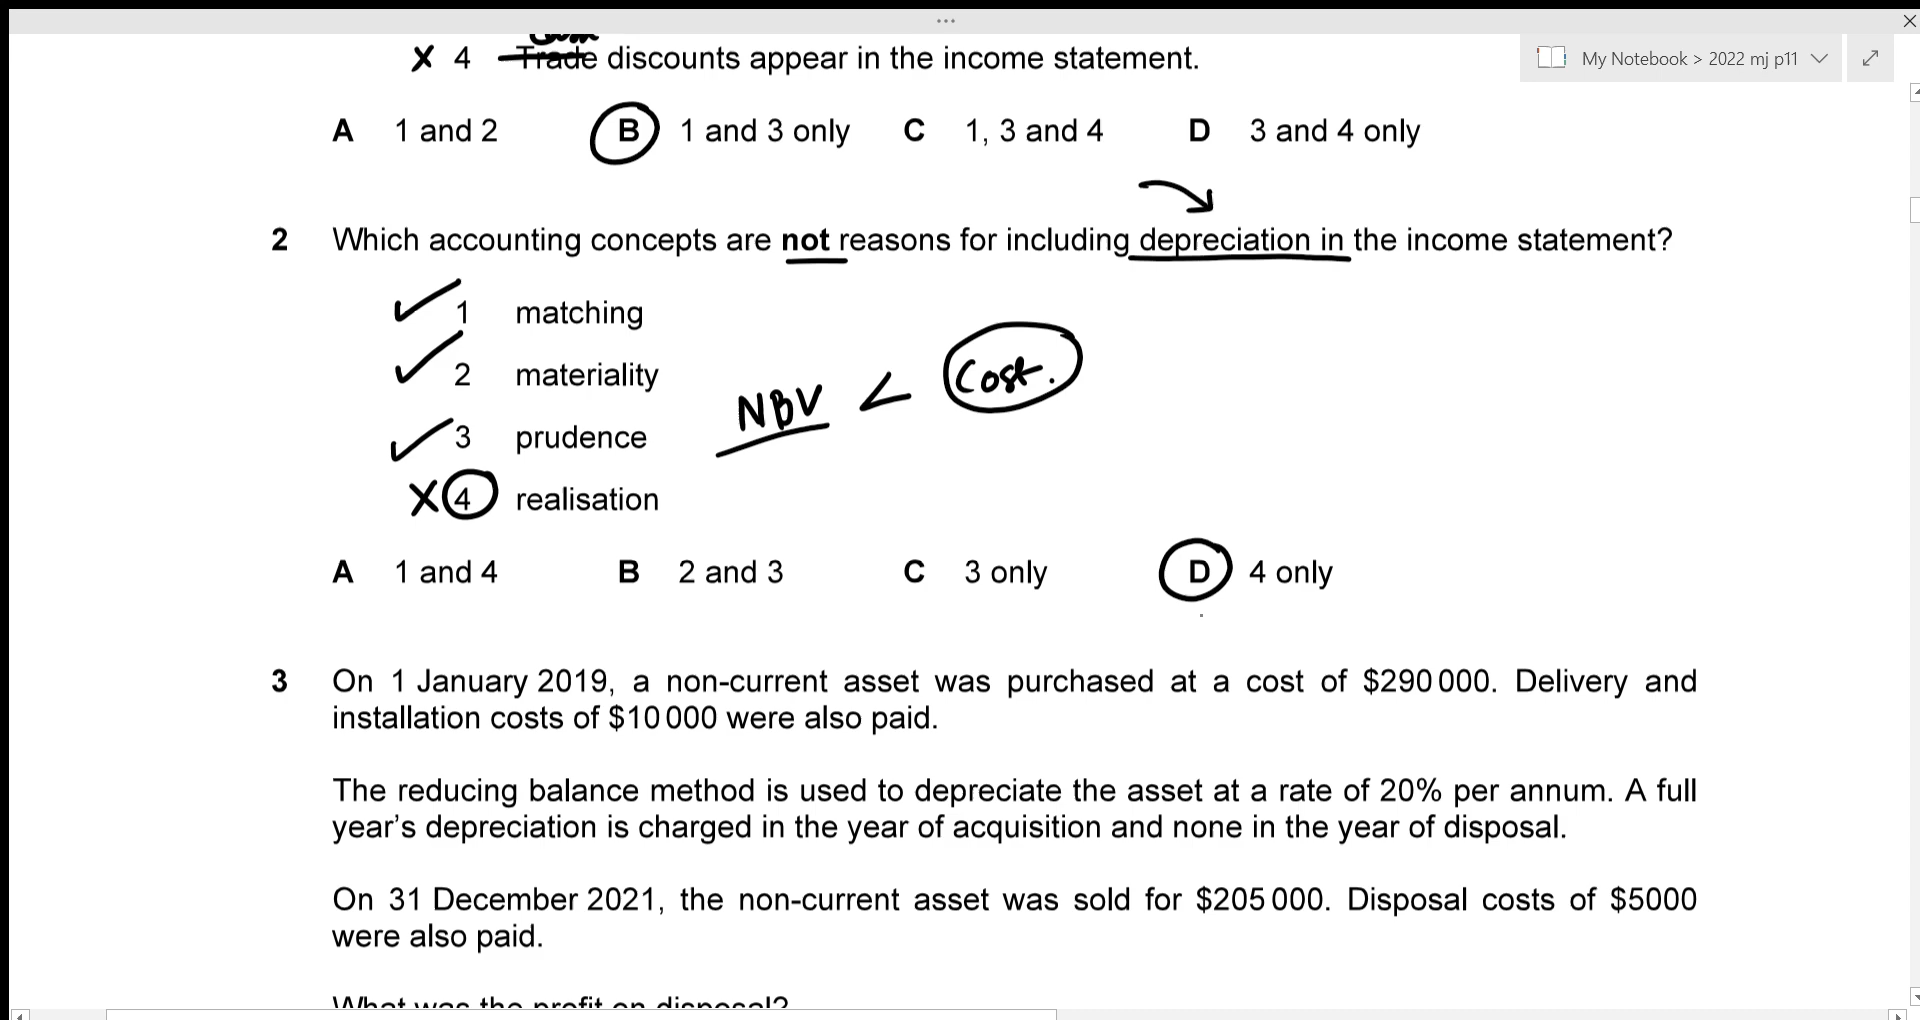 ...
My Notebook > 2022 mj p11
X 4 Trade discounts appear in the income statement.
A 1 and 2 B 1 and 3 only C 1, 3 and 4 D 3 and 4 only
2 Which accounting concepts are not reasons for including depreciation in the income statement?
1 matching
2 materiality
NBV < Cost.
3 prudence
X 4 realisation
A 1 and 4 B 2 and 3 C 3 only D 4 only
3 On 1 January 2019, a non-current asset was purchased at a cost of $290 000. Delivery and
installation costs of $10 000 were also paid.
The reducing balance method is used to depreciate the asset at a rate of 20% per annum. A full
year’s depreciation is charged in the year of acquisition and none in the year of disposal.
On 31 December 2021, the non-current asset was sold for $205 000. Disposal costs of $5000
were also paid.
What was the profit on disposal?